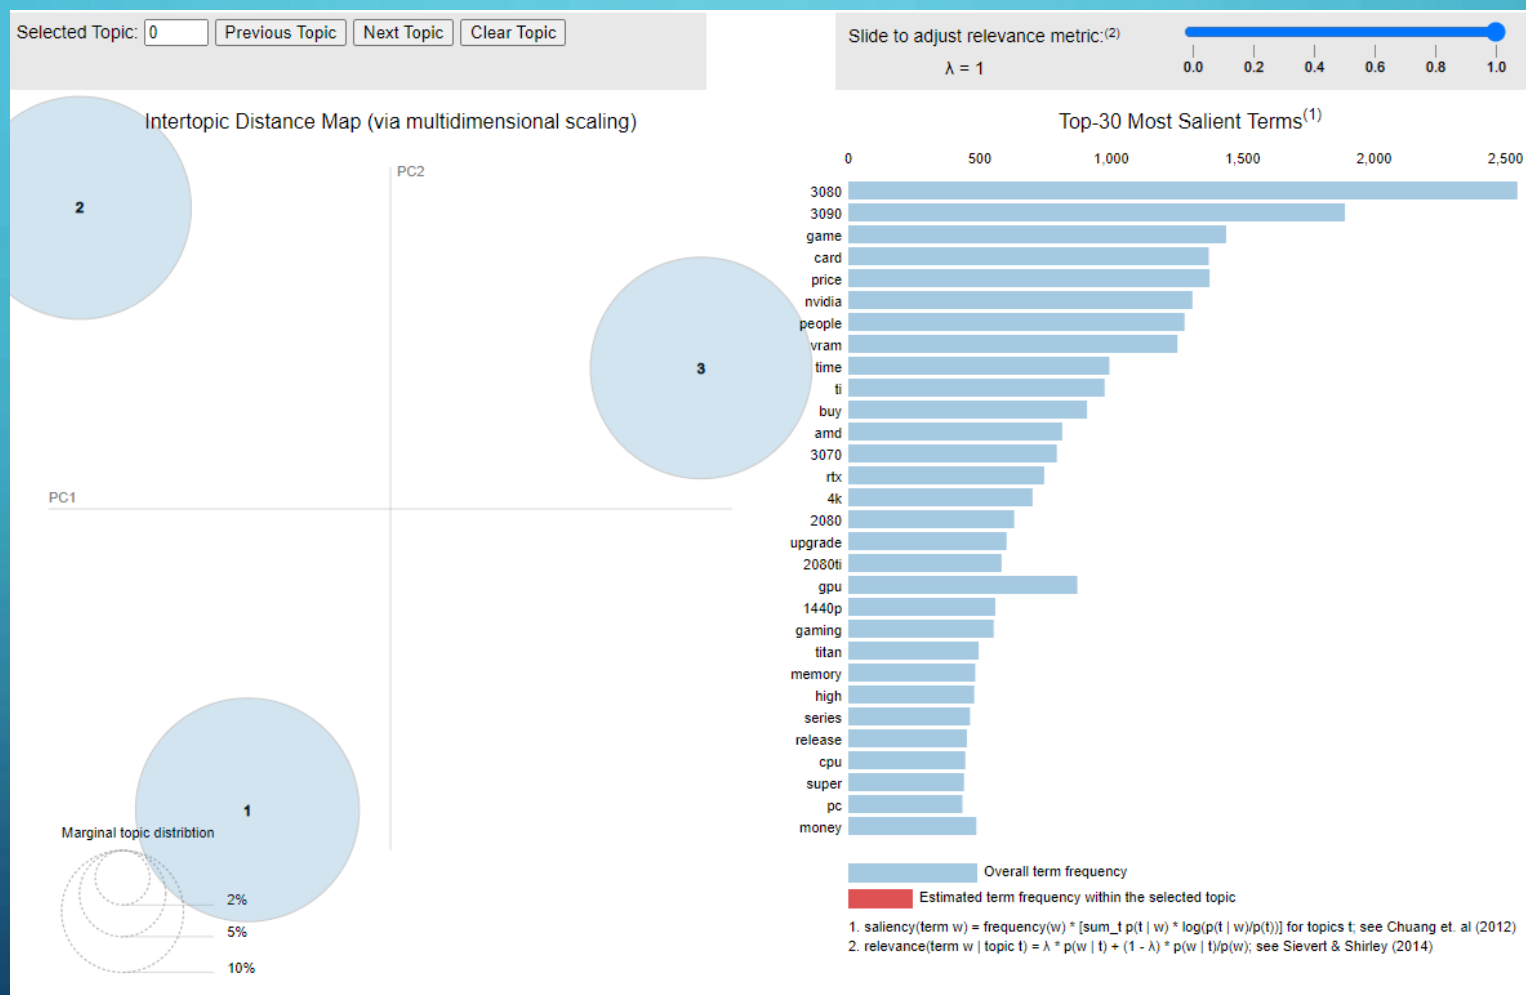 Selected Topic: 0 Previous Topic Next Topic Clear Topic
Slide to adjust relevance metric:(2)
λ = 1
0.0 0.2 0.4 0.6 0.8 1.0
Intertopic Distance Map (via multidimensional scaling)
PC2
PC1
2
3
1
Marginal topic distribtion
2%
5%
10%
Top-30 Most Salient Terms(1)
0 500 1,000 1,500 2,000 2,500
3080
3090
game
card
price
nvidia
people
vram
time
ti
buy
amd
3070
rtx
4k
2080
upgrade
2080ti
gpu
1440p
gaming
titan
memory
high
series
release
cpu
super
pc
money
Overall term frequency
Estimated term frequency within the selected topic
1. saliency(term w) = frequency(w) * [sum_t p(t | w) * log(p(t | w)/p(t))] for topics t; see Chuang et. al (2012)
2. relevance(term w | topic t) = λ * p(w | t) + (1 - λ) * p(w | t)/p(w); see Sievert & Shirley (2014)